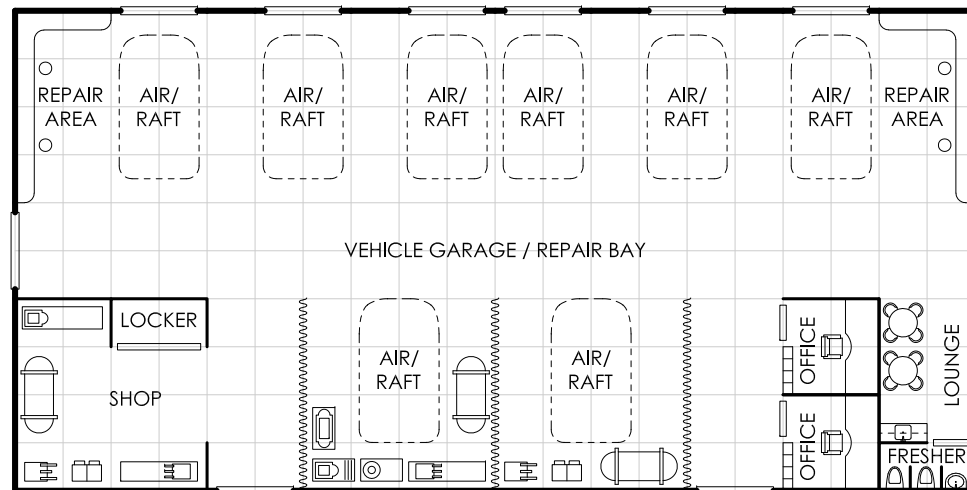 REPAIR
AREA
AIR/
RAFT
AIR/
RAFT
AIR/
RAFT
AIR/
RAFT
AIR/
RAFT
AIR/
RAFT
REPAIR
AREA
VEHICLE GARAGE / REPAIR BAY
LOCKER
SHOP
AIR/
RAFT
AIR/
RAFT
OFFICE
OFFICE
LOUNGE
FRESHER